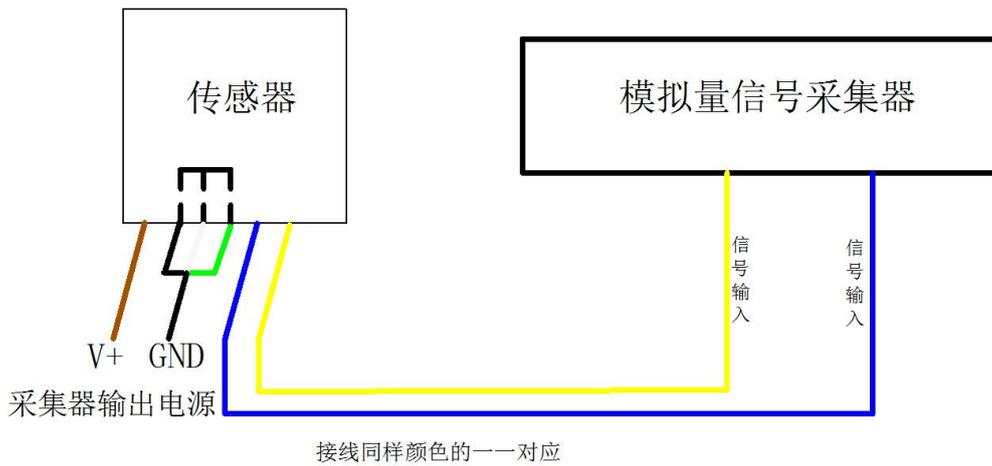 传感器
模拟量信号采集器
信号输入
信号输入
V+ GND
采集器输出电源
接线同样颜色的一一对应